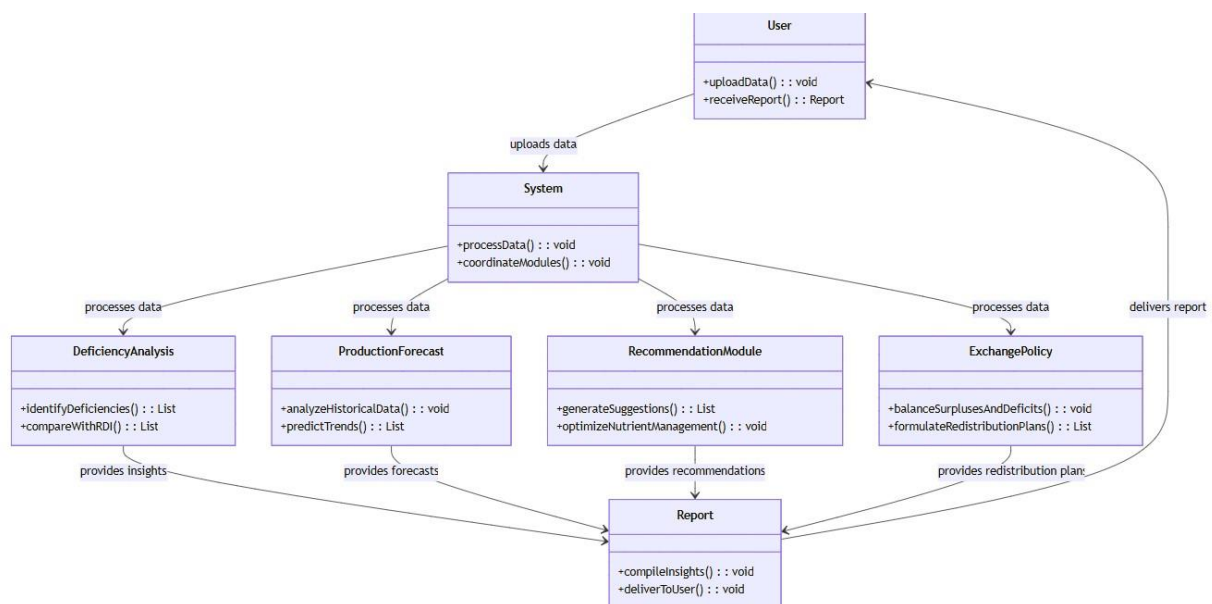 User
+uploadData() : : void
+receiveReport() : : Report
uploads data
System
+processData() : : void
+coordinateModules() : : void
processes data
processes data
processes data
processes data
delivers report
DeficiencyAnalysis
+identifyDeficiencies() : : List
+compareWithRDI() : : List
ProductionForecast
+analyzeHistoricalData() : : void
+predictTrends() : : List
RecommendationModule
+generateSuggestions() : : List
+optimizeNutrientManagement() : : void
ExchangePolicy
+balanceSurplusesAndDeficits() : : void
+formulateRedistributionPlans() : : List
provides insights
provides forecasts
provides recommendations
provides redistribution plans
Report
+compileInsights() : : void
+deliverToUser() : : void